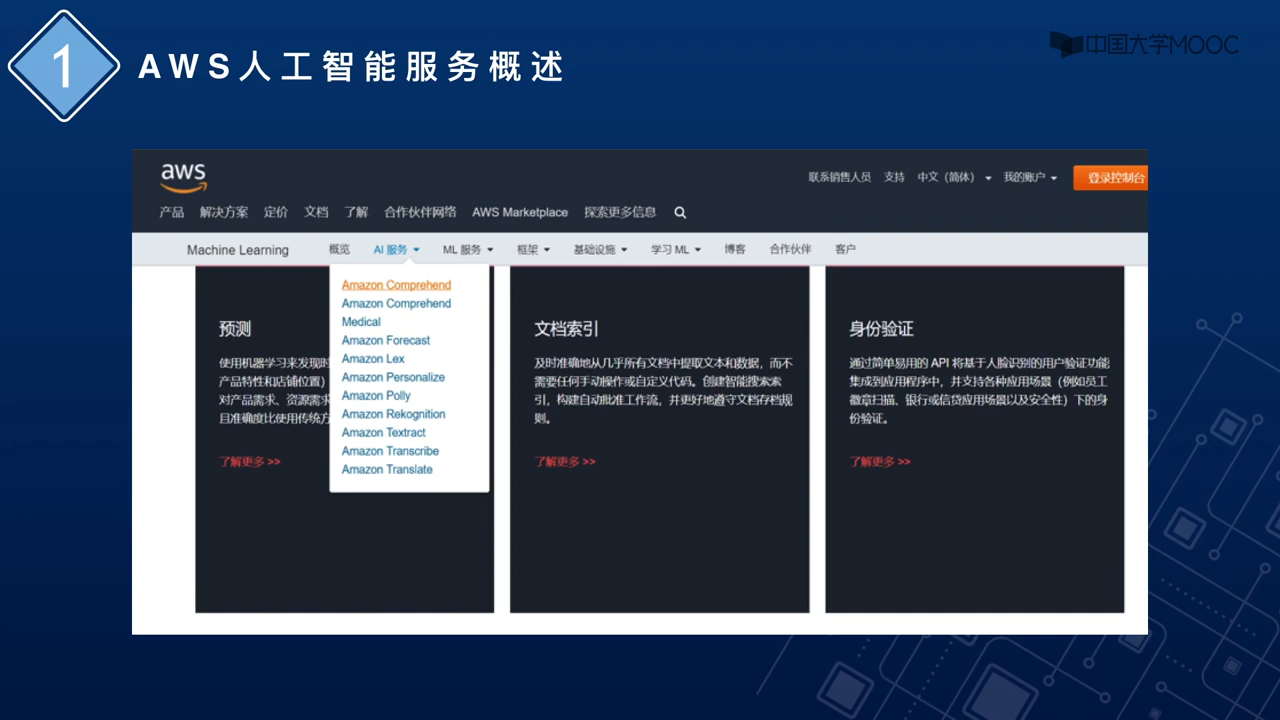 1
AWS人工智能服务概述
中国大学MOOC
aws
联系销售人员 支持 中文（简体） 我的账户 登录控制台
产品 解决方案 定价 文档 了解 合作伙伴网络 AWS Marketplace 探索更多信息
Machine Learning 概览 AI 服务 ML 服务 框架 基础设施 学习 ML 博客 合作伙伴 客户
Amazon Comprehend
Amazon Comprehend
Medical
Amazon Forecast
Amazon Lex
Amazon Personalize
Amazon Polly
Amazon Rekognition
Amazon Textract
Amazon Transcribe
Amazon Translate
预测
使用机器学习来发现时
产品特性和店铺位置）
对产品需求、资源需求
且准确度比使用传统方
了解更多 >>
文档索引
及时准确地从几乎所有文档中提取文本和数据，而不
需要任何手动操作或自定义代码。创建智能搜索索
引，构建自动批准工作流，并更好地遵守文档存档规
则。
了解更多 >>
身份验证
通过简单易用的 API 将基于人脸识别的用户验证功能
集成到应用程序中，并支持各种应用场景（例如员工
徽章扫描、银行或信贷应用场景以及安全性）下的身
份验证。
了解更多 >>